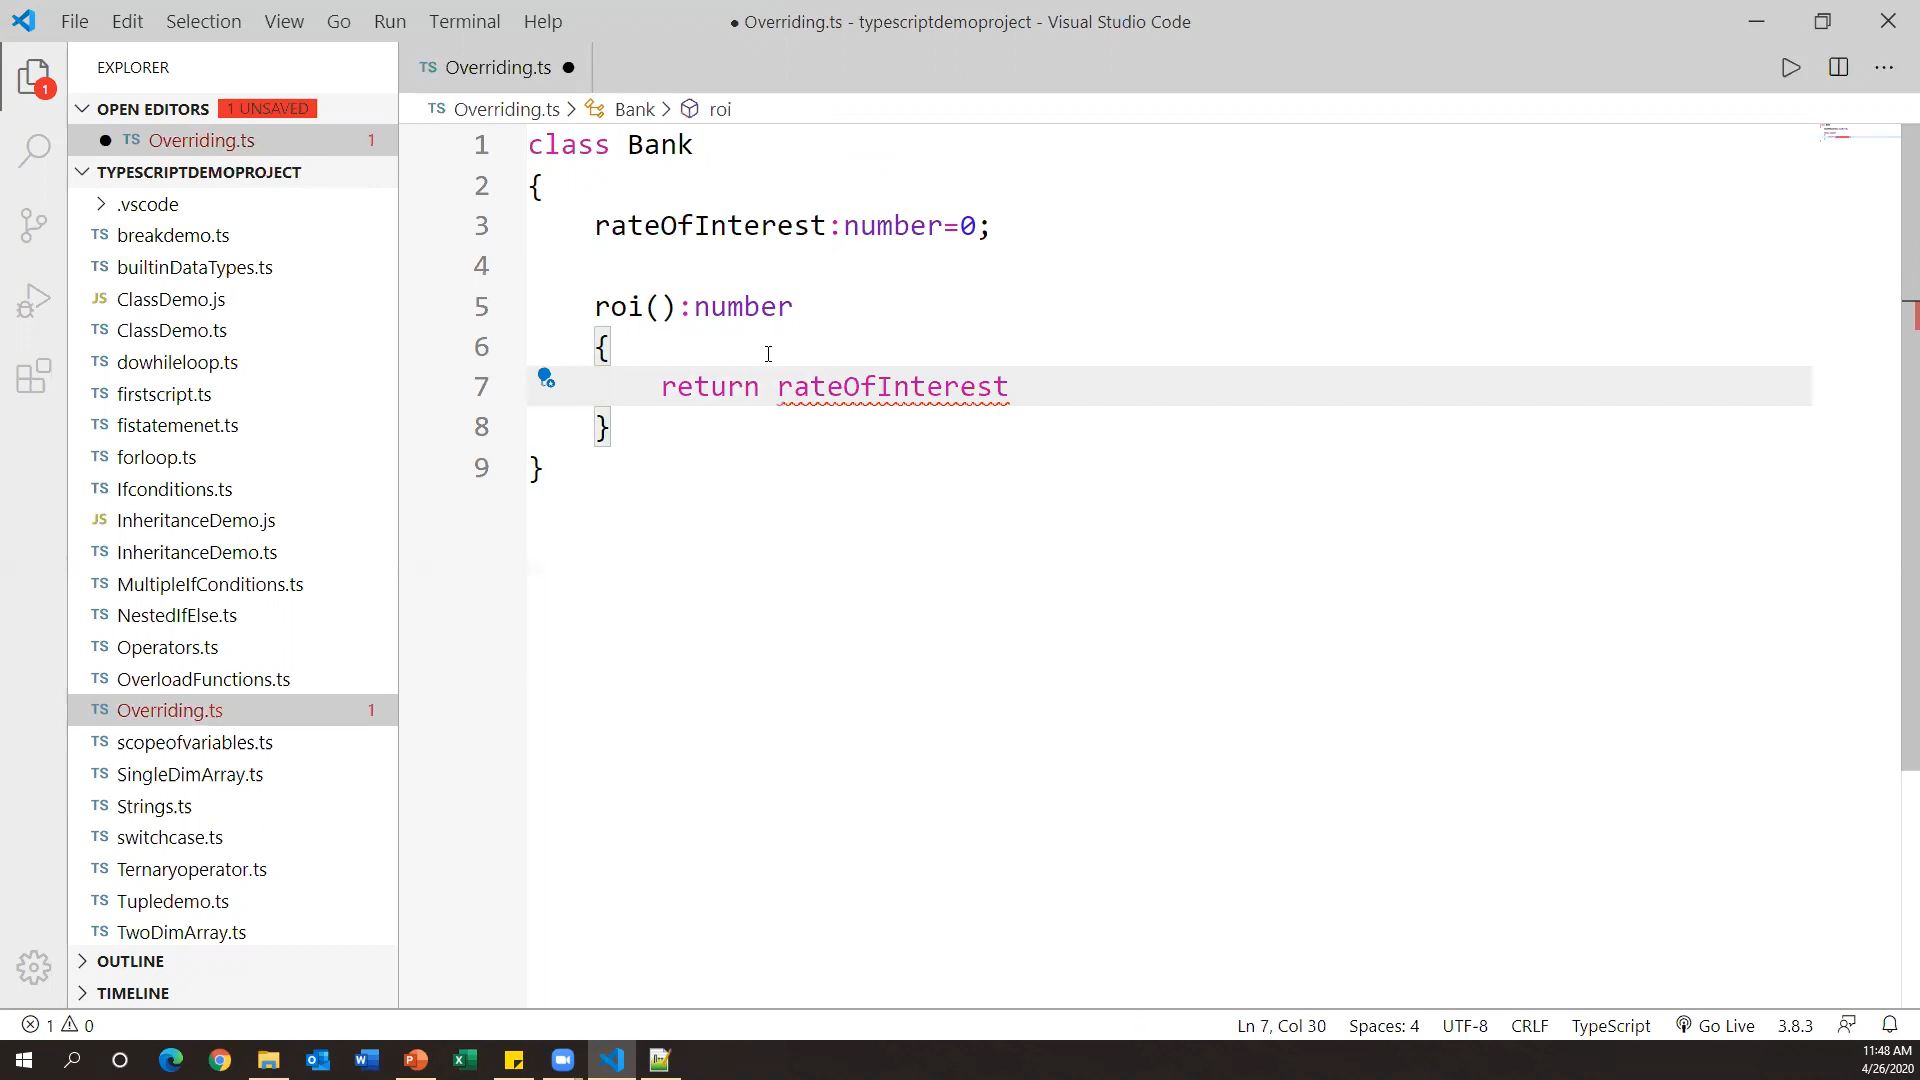 File Edit Selection View Go Run Terminal Help
● Overriding.ts - typescriptdemoproject - Visual Studio Code
1
EXPLORER
OPEN EDITORS 1 UNSAVED
TS Overriding.ts 1
TYPESCRIPTDEMOPROJECT
.vscode
TS breakdemo.ts
TS builtinDataTypes.ts
JS ClassDemo.js
TS ClassDemo.ts
TS dowhileloop.ts
TS firstscript.ts
TS fistatemenet.ts
TS forloop.ts
TS Ifconditions.ts
JS InheritanceDemo.js
TS InheritanceDemo.ts
TS MultipleIfConditions.ts
TS NestedIfElse.ts
TS Operators.ts
TS OverloadFunctions.ts
TS Overriding.ts 1
TS scopeofvariables.ts
TS SingleDimArray.ts
TS Strings.ts
TS switchcase.ts
TS Ternaryoperator.ts
TS Tupledemo.ts
TS TwoDimArray.ts
OUTLINE
TIMELINE
TS Overriding.ts ●
TS Overriding.ts > Bank > roi
1 class Bank
2 {
3 rateOfInterest:number=0;
4
5 roi():number
6 {
7 return rateOfInterest
8 }
9 }
1 0
Ln 7, Col 30 Spaces: 4 UTF-8 CRLF TypeScript Go Live 3.8.3
11:48 AM
4/26/2020